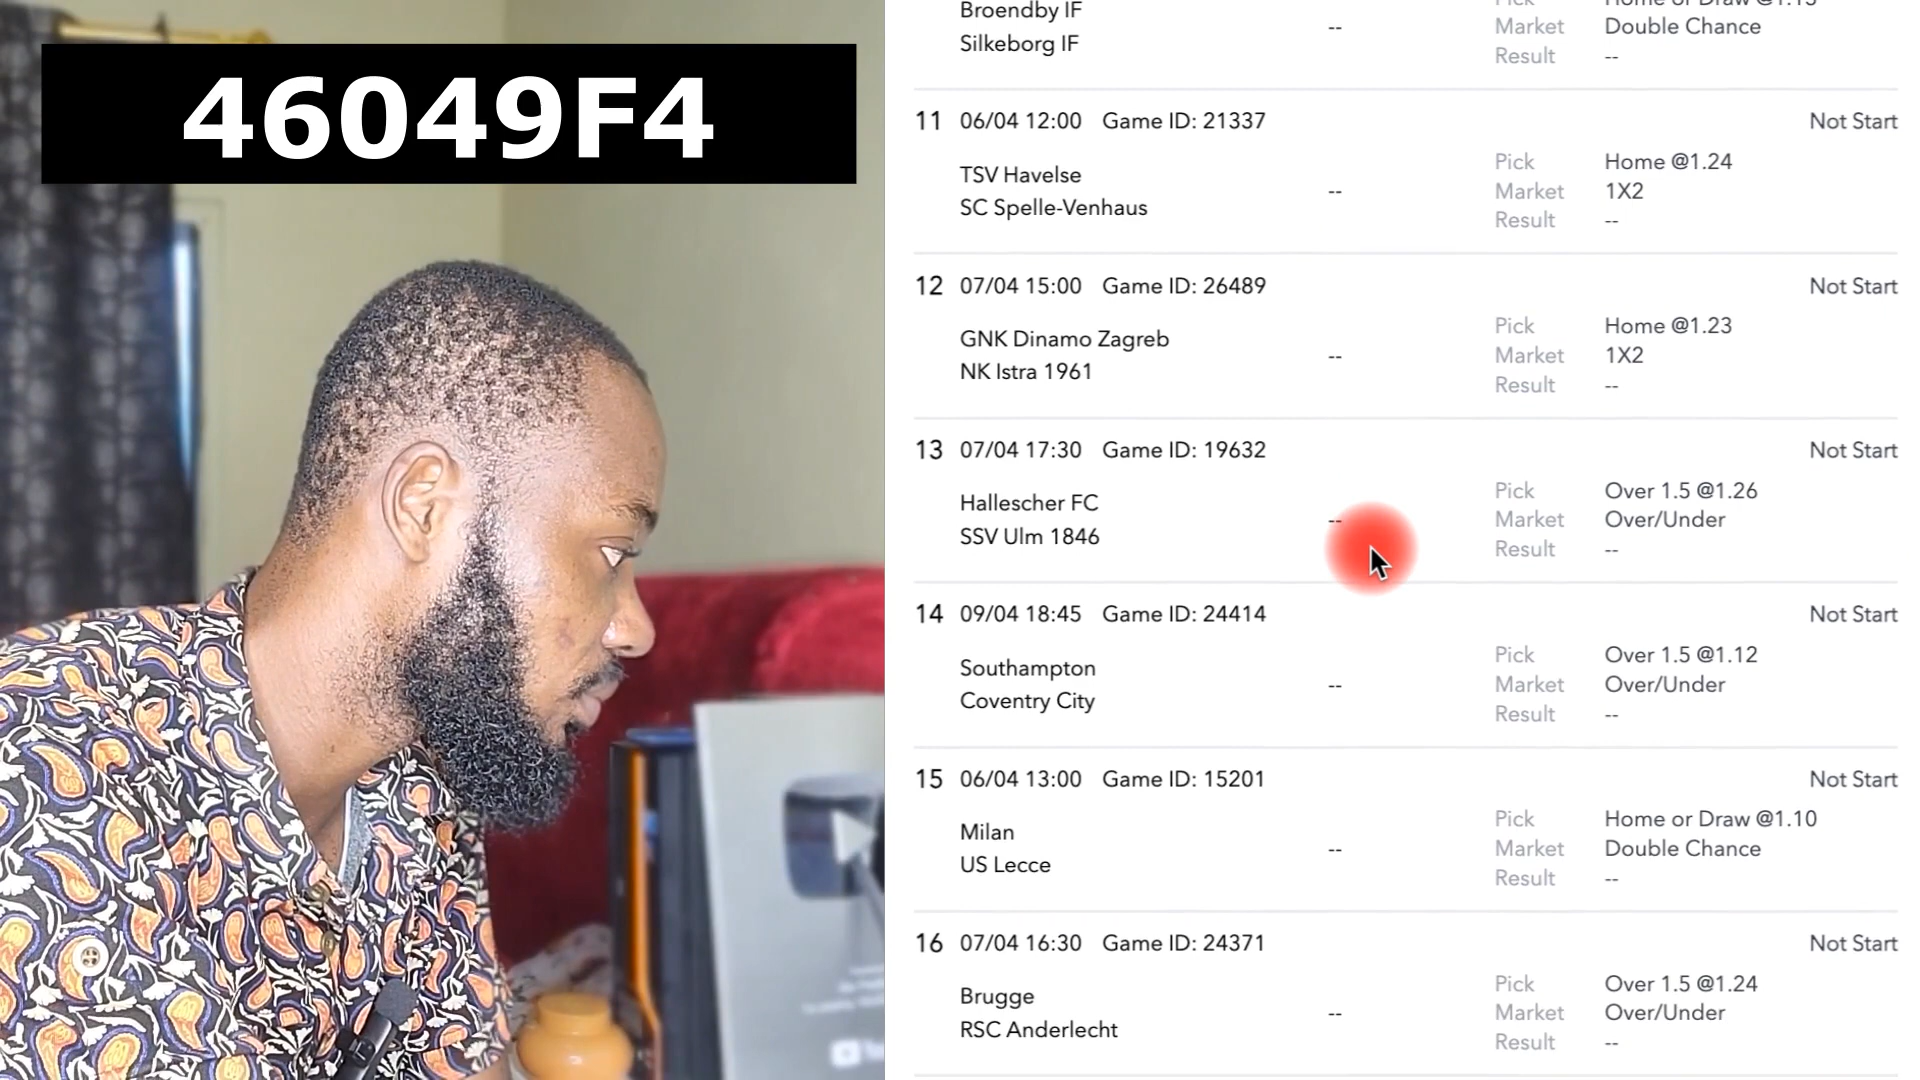 46049F4
Broendby IF
Silkeborg IF
--
Market Double Chance
Result --
11 06/04 12:00 Game ID: 21337 Not Start
TSV Havelse
SC Spelle-Venhaus
--
Pick Home @1.24
Market 1X2
Result --
12 07/04 15:00 Game ID: 26489 Not Start
GNK Dinamo Zagreb
NK Istra 1961
--
Pick Home @1.23
Market 1X2
Result --
13 07/04 17:30 Game ID: 19632 Not Start
Hallescher FC
SSV Ulm 1846
--
Pick Over 1.5 @1.26
Market Over/Under
Result --
14 09/04 18:45 Game ID: 24414 Not Start
Southampton
Coventry City
--
Pick Over 1.5 @1.12
Market Over/Under
Result --
15 06/04 13:00 Game ID: 15201 Not Start
Milan
US Lecce
--
Pick Home or Draw @1.10
Market Double Chance
Result --
16 07/04 16:30 Game ID: 24371 Not Start
Brugge
RSC Anderlecht
--
Pick Over 1.5 @1.24
Market Over/Under
Result --